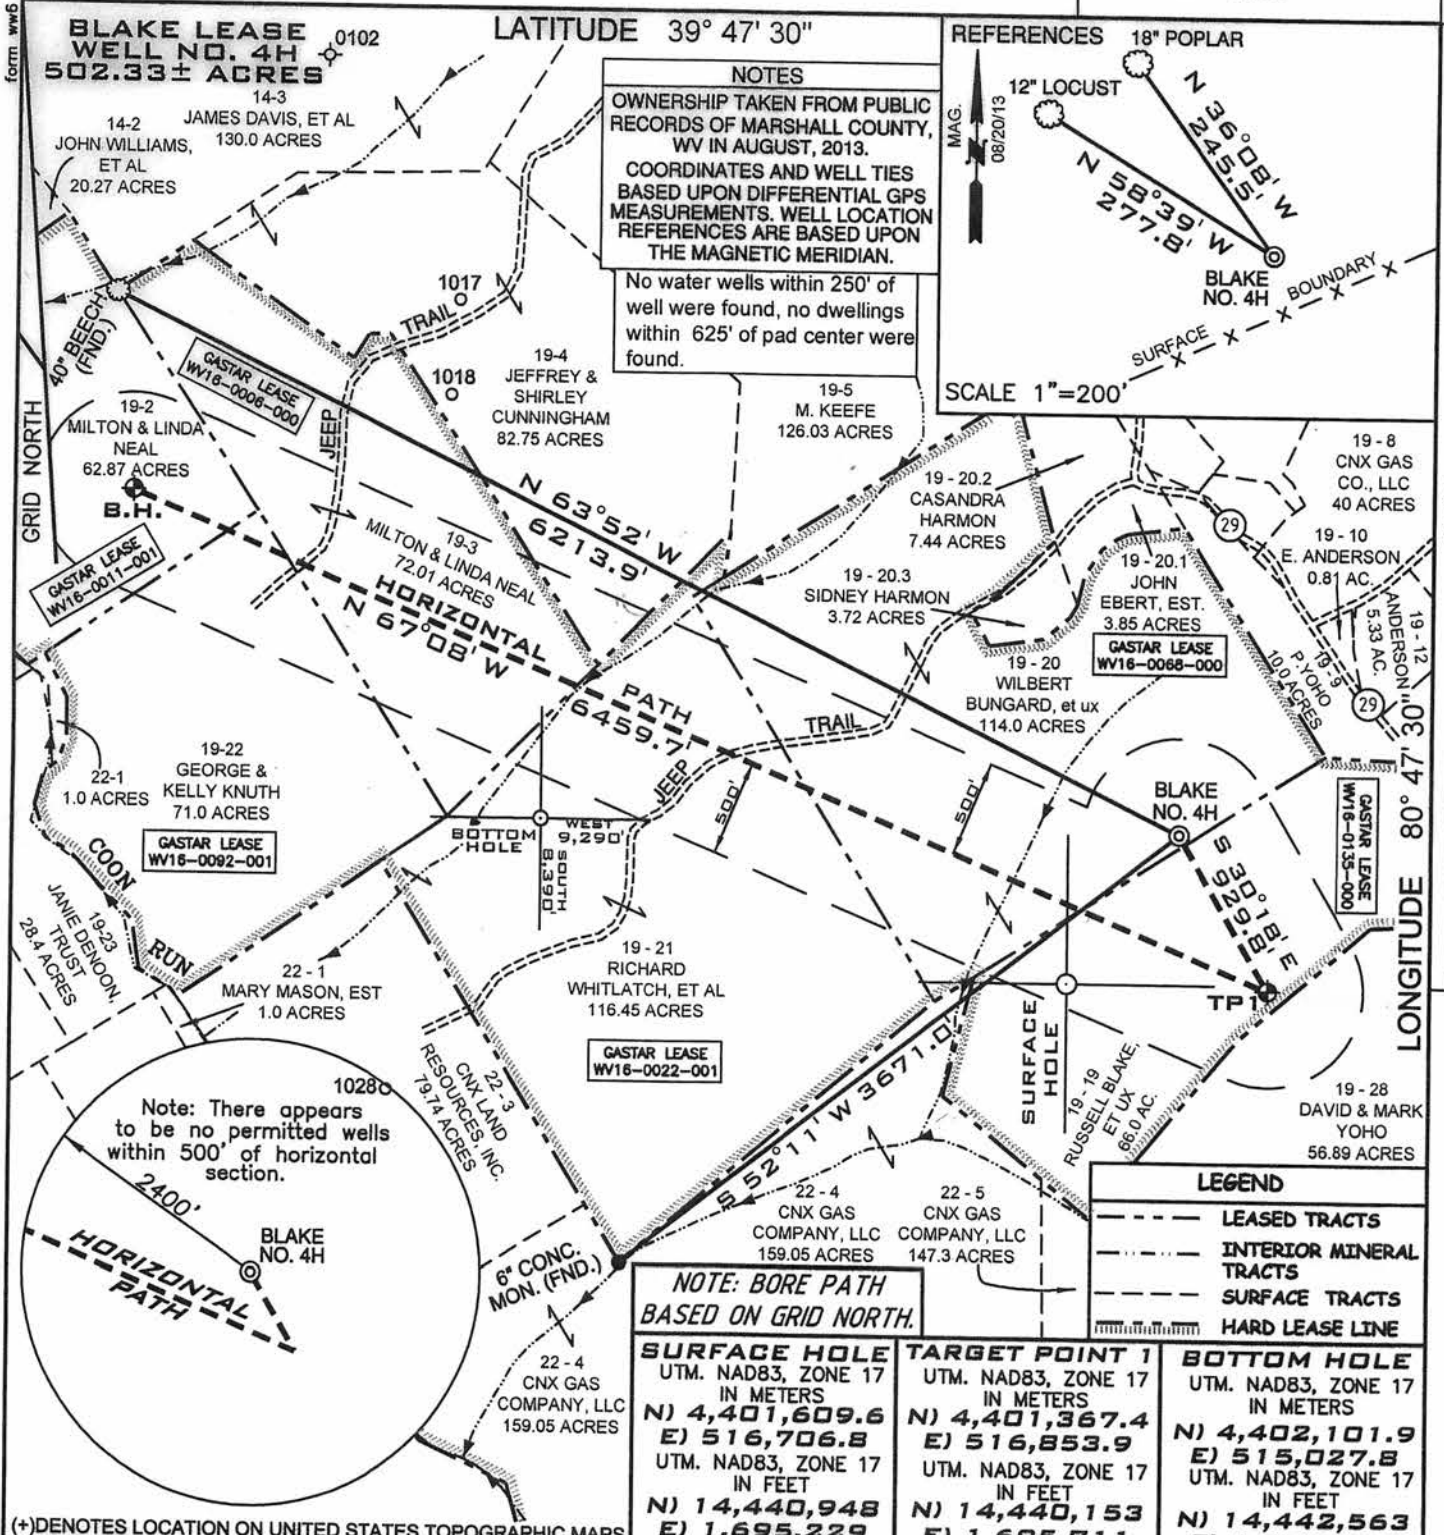 form ww6
BLAKE LEASE
WELL NO. 4H
502.33± ACRES
0102
LATITUDE 39° 47' 30"
14-3
JAMES DAVIS, ET AL
130.0 ACRES
14-2
JOHN WILLIAMS,
ET AL
20.27 ACRES
NOTES
OWNERSHIP TAKEN FROM PUBLIC
RECORDS OF MARSHALL COUNTY,
WV IN AUGUST, 2013.
COORDINATES AND WELL TIES
BASED UPON DIFFERENTIAL GPS
MEASUREMENTS. WELL LOCATION
REFERENCES ARE BASED UPON
THE MAGNETIC MERIDIAN.
No water wells within 250' of
well were found, no dwellings
within 625' of pad center were
found.
REFERENCES
18" POPLAR
12" LOCUST
MAG.
N
08/20/13
N 36°08' W
245.5'
N 58°39' W
277.8'
BLAKE
NO. 4H
SURFACE BOUNDARY
SCALE 1"=200'
40" BEECH
(FND.)
GRID NORTH
GASTAR LEASE
WV16-0006-000
1017
TRAIL
JEEP
1018
19-4
JEFFREY &
SHIRLEY
CUNNINGHAM
82.75 ACRES
19-5
M. KEEFE
126.03 ACRES
19-2
MILTON & LINDA
NEAL
62.87 ACRES
B.H.
GASTAR LEASE
WV16-0011-001
19-3
MILTON & LINDA NEAL
72.01 ACRES
N 63°52' W
6213.9'
HORIZONTAL PATH
N 67°08' W 6459.7'
19 - 20.2
CASANDRA
HARMON
7.44 ACRES
19 - 20.3
SIDNEY HARMON
3.72 ACRES
19 - 20.1
JOHN
EBERT, EST.
3.85 ACRES
GASTAR LEASE
WV16-0068-000
19 - 8
CNX GAS
CO., LLC
40 ACRES
29
19 - 10
E. ANDERSON
0.81 AC.
19 - 12
ANDERSON
5.33 AC.
19 - 9
P. YOHO
10.0 ACRES
29
19 - 20
WILBERT
BUNGARD, et ux
114.0 ACRES
TRAIL
JEEP
500'
500'
BLAKE
NO. 4H
S 30°18' E
929.8'
TP1
GASTAR LEASE
WV16-0135-000
LONGITUDE 80° 47' 30"
22-1
1.0 ACRES
19-22
GEORGE &
KELLY KNUTH
71.0 ACRES
GASTAR LEASE
WV16-0092-001
COON
RUN
BOTTOM
HOLE
WEST
9,290'
SOUTH
8,390'
19-23
JANIE DENOON,
TRUST
28.4 ACRES
22 - 1
MARY MASON, EST
1.0 ACRES
19 - 21
RICHARD
WHITLATCH, ET AL
116.45 ACRES
GASTAR LEASE
WV16-0022-001
22 - 3
CNX LAND
RESOURCES, INC.
79.74 ACRES
S 52°11' W 3671.0'
SURFACE
HOLE
19 - 19
RUSSELL BLAKE,
ET UX
66.0 AC.
19 - 28
DAVID & MARK
YOHO
56.89 ACRES
1028
Note: There appears
to be no permitted wells
within 500' of horizontal
section.
2400'
BLAKE
NO. 4H
HORIZONTAL
PATH
6" CONC.
MON. (FND.)
22 - 4
CNX GAS
COMPANY, LLC
159.05 ACRES
22 - 5
CNX GAS
COMPANY, LLC
147.3 ACRES
22 - 4
CNX GAS
COMPANY, LLC
159.05 ACRES
LEGEND
LEASED TRACTS
INTERIOR MINERAL
TRACTS
SURFACE TRACTS
HARD LEASE LINE
NOTE: BORE PATH
BASED ON GRID NORTH.
SURFACE HOLE
UTM. NAD83, ZONE 17
IN METERS
N) 4,401,609.6
E) 516,706.8
UTM. NAD83, ZONE 17
IN FEET
N) 14,440,948
E) 1,695,229
TARGET POINT 1
UTM. NAD83, ZONE 17
IN METERS
N) 4,401,367.4
E) 516,853.9
UTM. NAD83, ZONE 17
IN FEET
N) 14,440,153
BOTTOM HOLE
UTM. NAD83, ZONE 17
IN METERS
N) 4,402,101.9
E) 515,027.8
UTM. NAD83, ZONE 17
IN FEET
N) 14,442,563
(+)DENOTES LOCATION ON UNITED STATES TOPOGRAPHIC MAPS